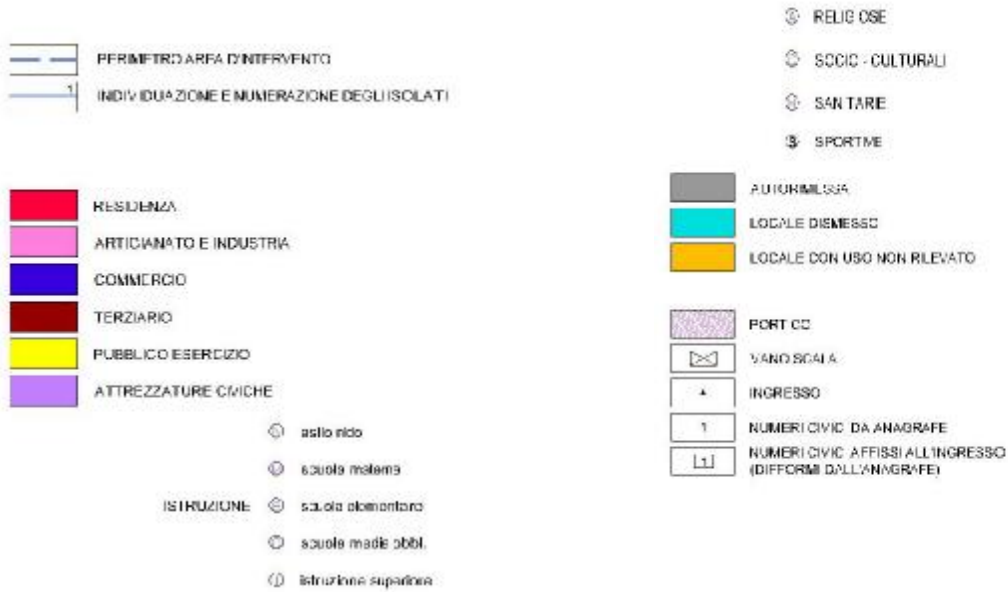 PERIMETRO AREA D'INTERVENTO
1
INDIVIDUAZIONE E NUMERAZIONE DEGLI ISOLATI
RESIDENZA
ARTIGIANATO E INDUSTRIA
COMMERCIO
TERZIARIO
PUBBLICO ESERCIZIO
ATTREZZATURE CIVICHE
ISTRUZIONE
asilo nido
scuola materna
scuola elementare
scuola media obbl.
istruzione superiore
RELIGIOSE
SOCIO - CULTURALI
SANITARIE
S SPORTIVE
AUTORIMESSA
LOCALE DISMESSO
LOCALE CON USO NON RILEVATO
PORTICO
VANO SCALA
INGRESSO
1 NUMERI CIVICI DA ANAGRAFE
1 NUMERI CIVICI AFFISSI ALL'INGRESSO
(DIFFORMI DALL'ANAGRAFE)